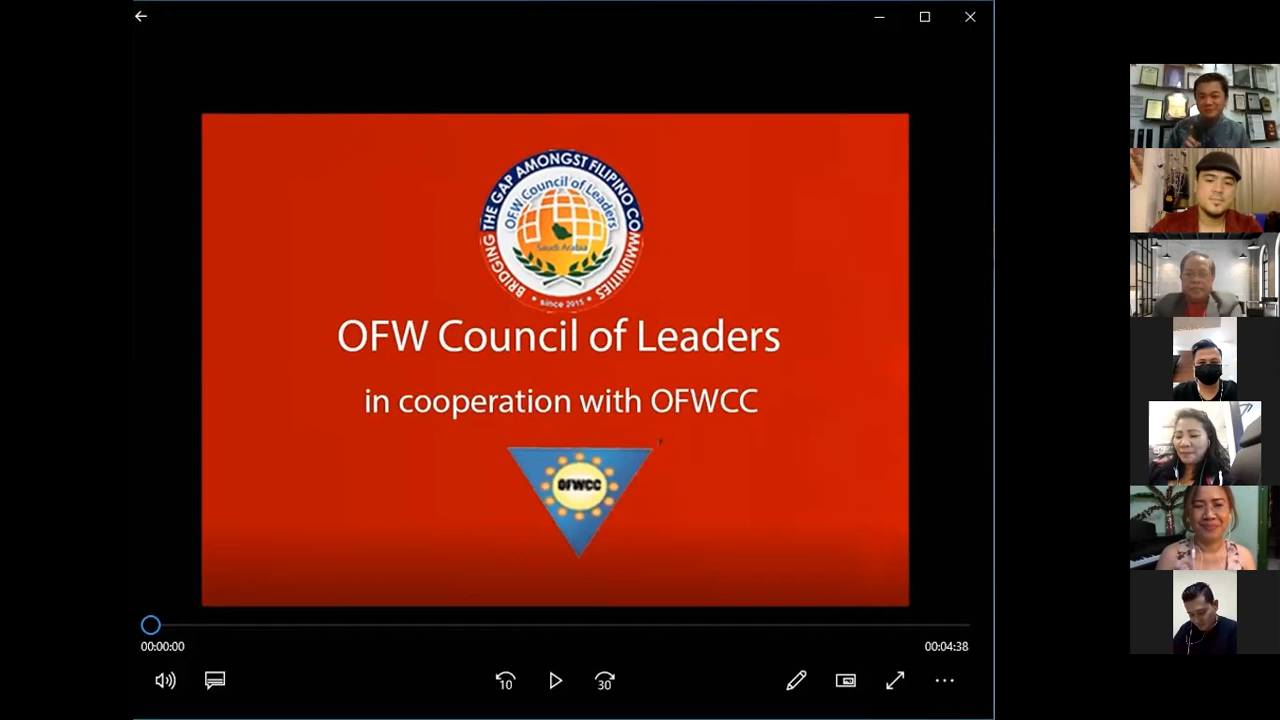 BRIDGING THE GAP AMONGST FILIPINO COMMUNITIES
OFW Council of Leaders
Saudi Arabia
• since 2015 •
OFW Council of Leaders
in cooperation with OFWCC
OFWCC
00:00:00
00:04:38
10
30